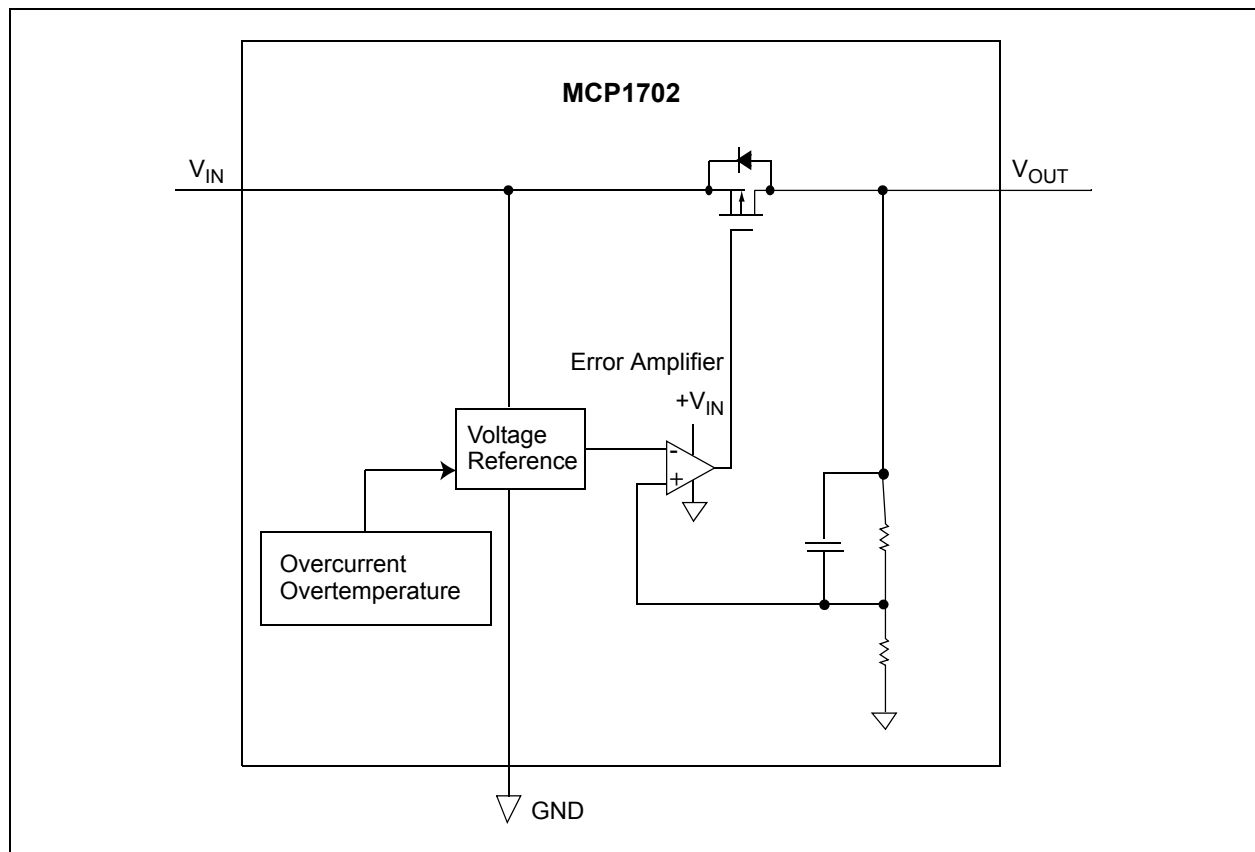 MCP1702
V_IN
V_OUT
Error Amplifier
+V_IN
Voltage
Reference
-
+
Overcurrent
Overtemperature
GND